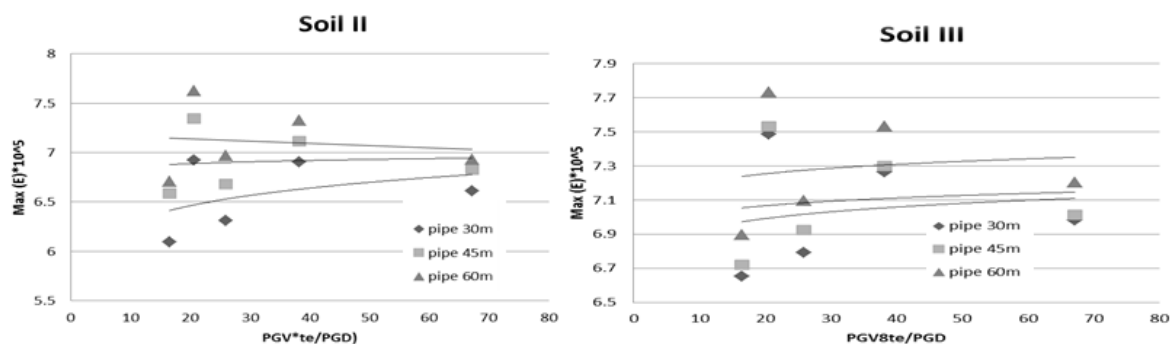 Soil II
Max (E)*10^5
8
7.5
7
6.5
6
5.5
0 10 20 30 40 50 60 70 80
PGV*te/PGD)
pipe 30m
pipe 45m
pipe 60m
Soil III
Max (E)*10^5
7.9
7.7
7.5
7.3
7.1
6.9
6.7
6.5
0 10 20 30 40 50 60 70 80
PGV8te/PGD
pipe 30m
pipe 45m
pipe 60m